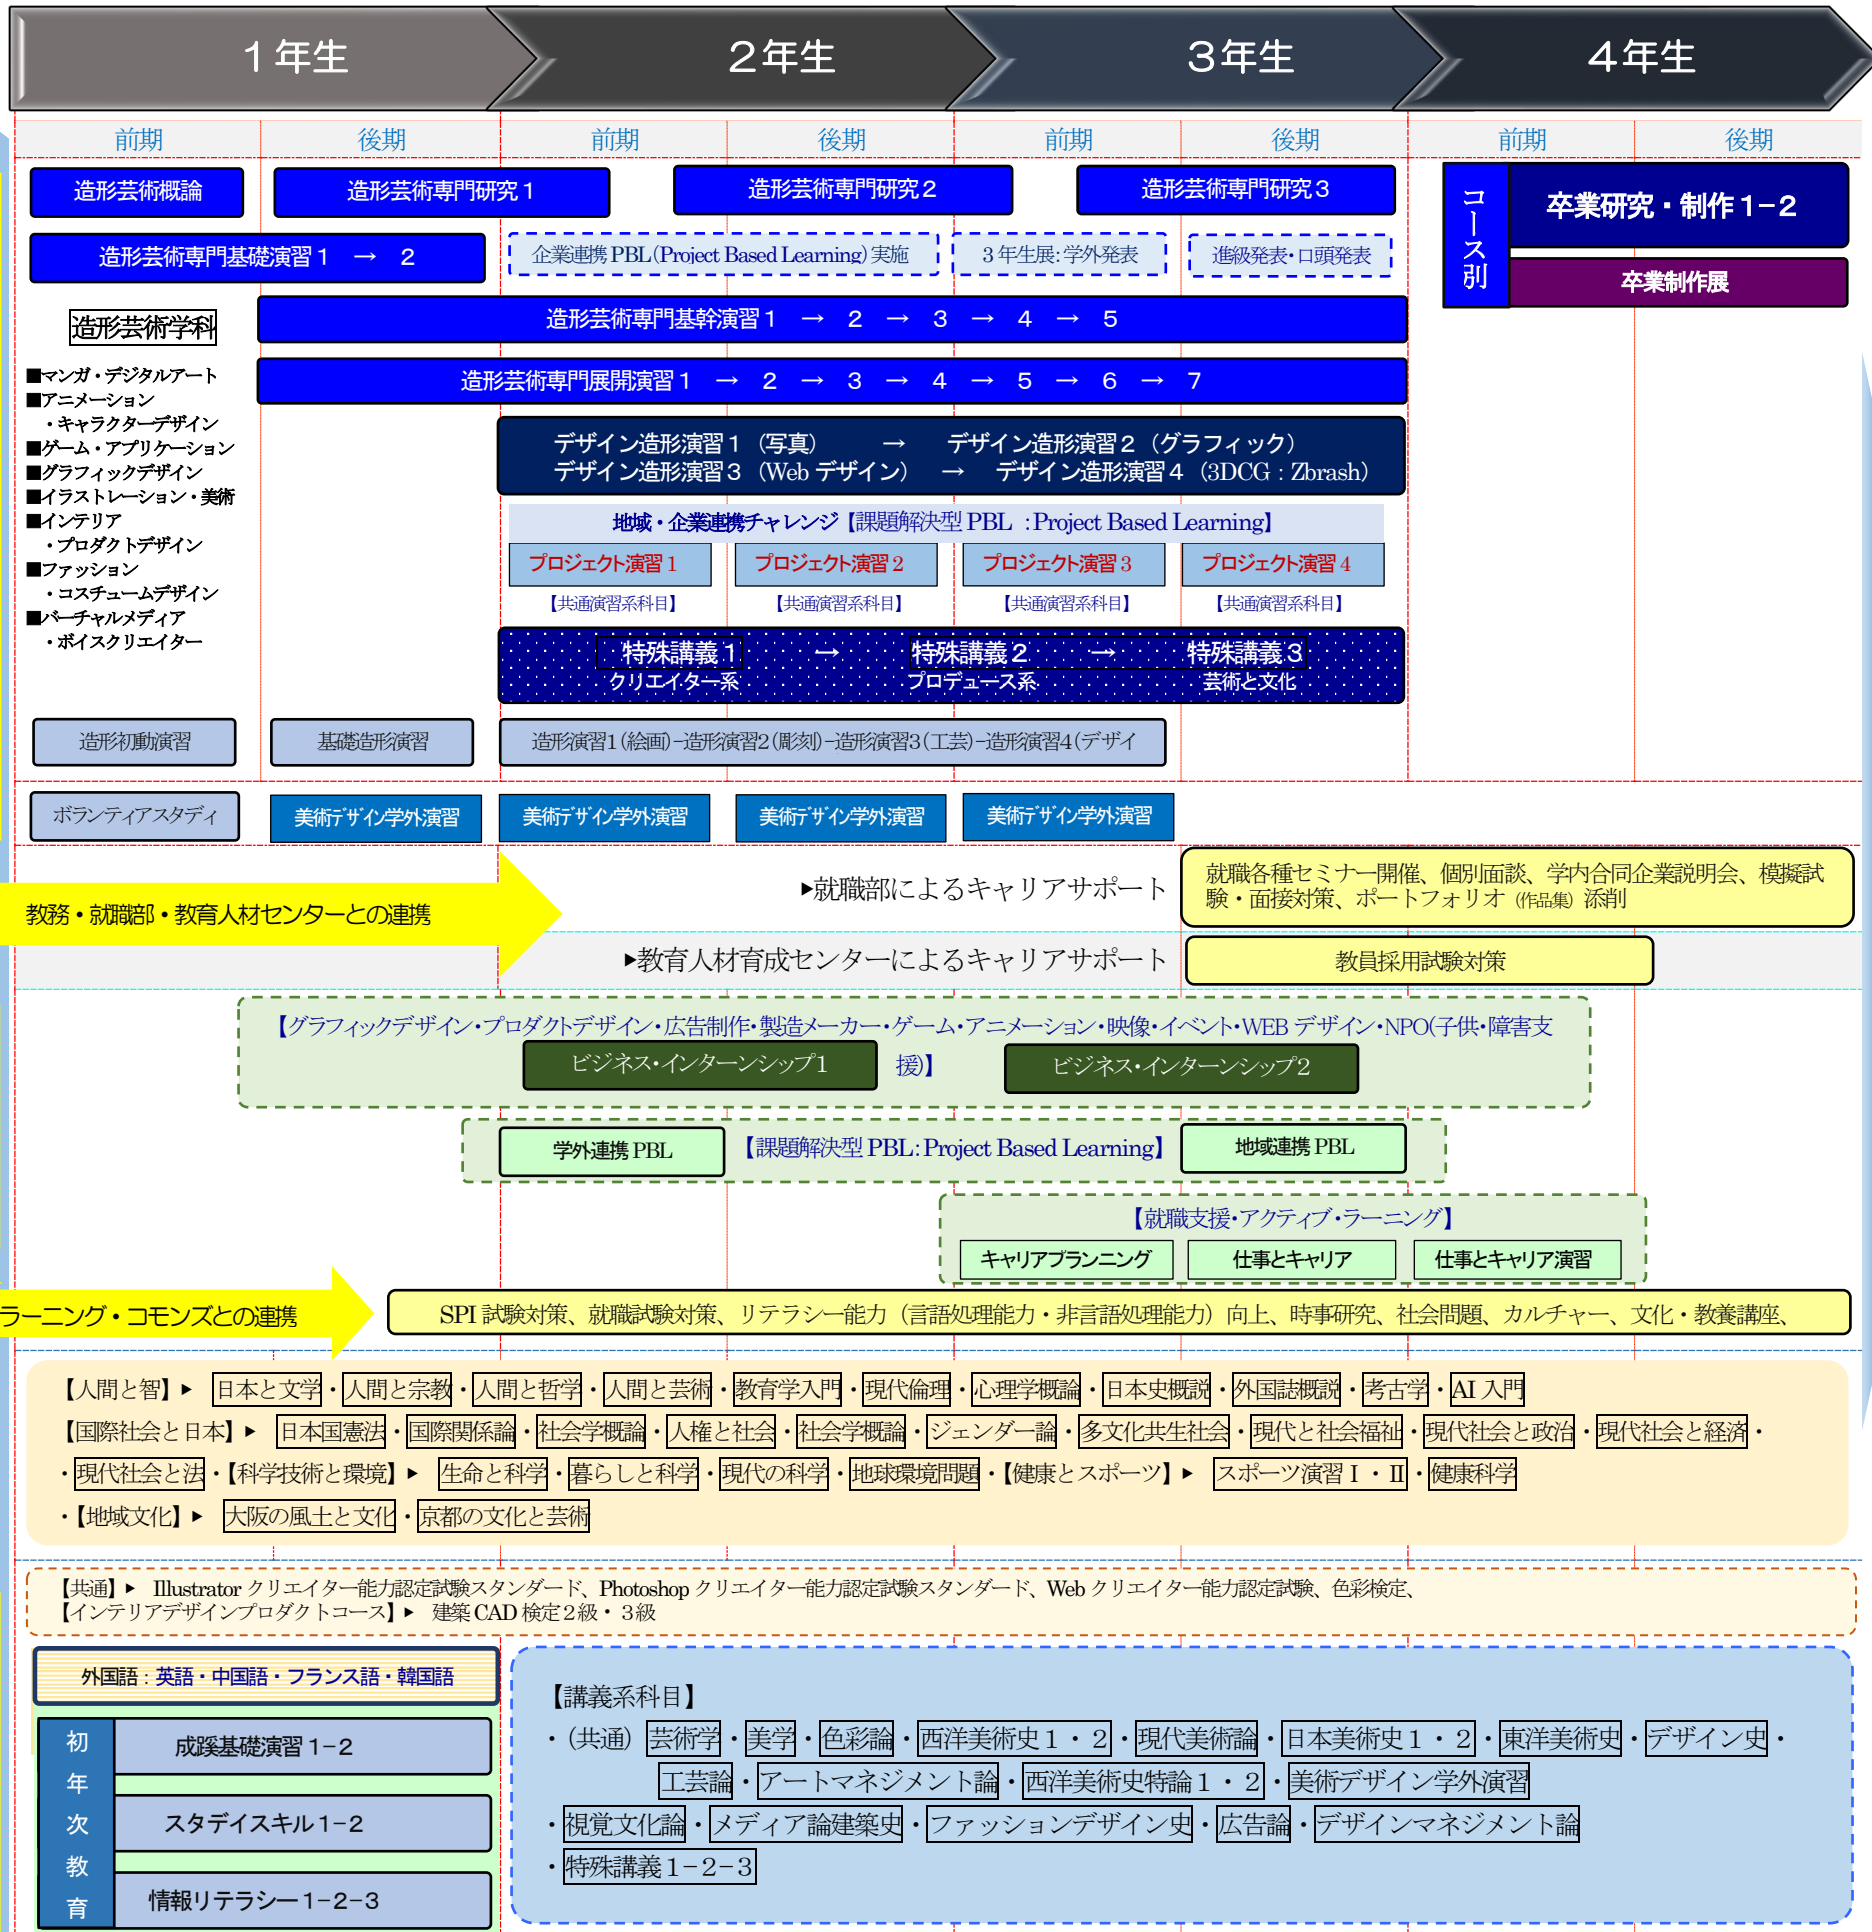 1年生 2年生 3年生 4年生
前期 後期 前期 後期 前期 後期 前期 後期
造形芸術概論 造形芸術専門研究1 造形芸術専門研究2 造形芸術専門研究3
コース別
卒業研究・制作1-2
卒業制作展
造形芸術専門基礎演習1 → 2
企業連携PBL(Project Based Learning)実施
3年生展:学外発表
進級発表・口頭発表
造形芸術専門基幹演習1 → 2 → 3 → 4 → 5
造形芸術専門展開演習1 → 2 → 3 → 4 → 5 → 6 → 7
造形芸術学科
■マンガ・デジタルアート
■アニメーション
・キャラクターデザイン
■ゲーム・アプリケーション
■グラフィックデザイン
■イラストレーション・美術
■インテリア
・プロダクトデザイン
■ファッション
・コスチュームデザイン
■バーチャルメディア
・ボイスクリエイター
デザイン造形演習1(写真) → デザイン造形演習2(グラフィック)
デザイン造形演習3(Webデザイン) → デザイン造形演習4(3DCG:Zbrash)
地域・企業連携チャレンジ【課題解決型PBL :Project Based Learning】
プロジェクト演習1 プロジェクト演習2 プロジェクト演習3 プロジェクト演習4
【共通演習系科目】 【共通演習系科目】 【共通演習系科目】 【共通演習系科目】
特殊講義1 → 特殊講義2 → 特殊講義3
クリエイター系 プロデュース系 芸術と文化
造形初動演習 基礎造形演習 造形演習1(絵画)-造形演習2(彫刻)-造形演習3(工芸)-造形演習4(デザイ
ボランティアスタディ 美術デザイン学外演習 美術デザイン学外演習 美術デザイン学外演習 美術デザイン学外演習
教務・就職部・教育人材センターとの連携
▶就職部によるキャリアサポート
就職各種セミナー開催、個別面談、学内合同企業説明会、模擬試
験・面接対策、ポートフォリオ(作品集)添削
▶教育人材育成センターによるキャリアサポート
教員採用試験対策
【グラフィックデザイン・プロダクトデザイン・広告制作・製造メーカー・ゲーム・アニメーション・映像・イベント・WEBデザイン・NPO(子供・障害支
援)】
ビジネス・インターンシップ1 ビジネス・インターンシップ2
学外連携PBL 【課題解決型PBL:Project Based Learning】 地域連携PBL
【就職支援・アクティブ・ラーニング】
キャリアプランニング 仕事とキャリア 仕事とキャリア演習
ラーニング・コモンズとの連携
SPI試験対策、就職試験対策、リテラシー能力(言語処理能力・非言語処理能力)向上、時事研究、社会問題、カルチャー、文化・教養講座、
【人間と智】▶ 日本と文学・人間と宗教・人間と哲学・人間と芸術・教育学入門・現代倫理・心理学概論・日本史概説・外国誌概説・考古学・AI入門
【国際社会と日本】▶ 日本国憲法・国際関係論・社会学概論・人権と社会・社会学概論・ジェンダー論・多文化共生社会・現代と社会福祉・現代社会と政治・現代社会と経済・
・現代社会と法・【科学技術と環境】▶ 生命と科学・暮らしと科学・現代の科学・地球環境問題・【健康とスポーツ】▶ スポーツ演習Ⅰ・Ⅱ・健康科学
・【地域文化】▶ 大阪の風土と文化・京都の文化と芸術
【共通】▶ Illustratorクリエイター能力認定試験スタンダード、Photoshopクリエイター能力認定試験スタンダード、Webクリエイター能力認定試験、色彩検定、
【インテリアデザインプロダクトコース】▶ 建築CAD検定2級・3級
外国語:英語・中国語・フランス語・韓国語
初年次教育
成蹊基礎演習1-2
スタデイスキル1-2
情報リテラシー1-2-3
【講義系科目】
・(共通)芸術学・美学・色彩論・西洋美術史1・2・現代美術論・日本美術史1・2・東洋美術史・デザイン史・
工芸論・アートマネジメント論・西洋美術史特論1・2・美術デザイン学外演習
・視覚文化論・メディア論建築史・ファッションデザイン史・広告論・デザインマネジメント論
・特殊講義1-2-3